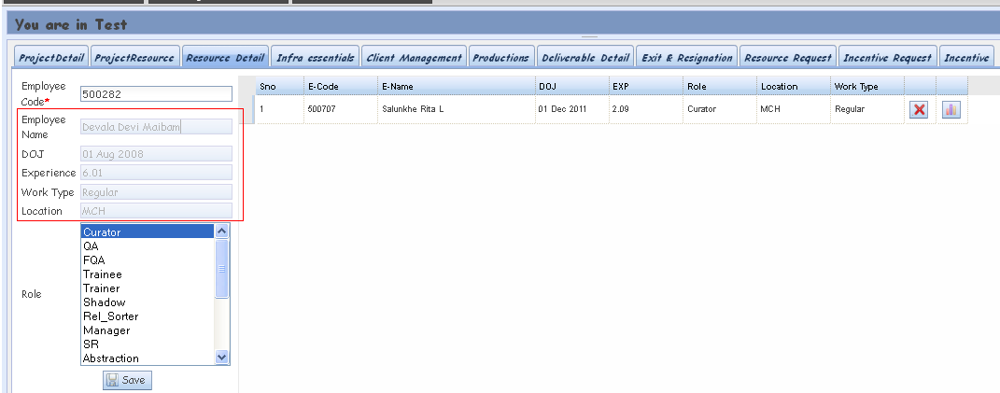 You are in Test
ProjectDetail ProjectResource Resource Detail Infra essentials Client Management Productions Deliverable Detail Exit & Resignation Resource Request Incentive Request Incentive
Employee Code* 500282
Employee Name Devala Devi Maibam
DOJ 01 Aug 2008
Experience 6.01
Work Type Regular
Location MCH
Role
Curator
QA
FQA
Trainee
Trainer
Shadow
Rel_Sorter
Manager
SR
Abstraction
Save
Sno E-Code E-Name DOJ EXP Role Location Work Type
1 500707 Salunkhe Rita L 01 Dec 2011 2.09 Curator MCH Regular